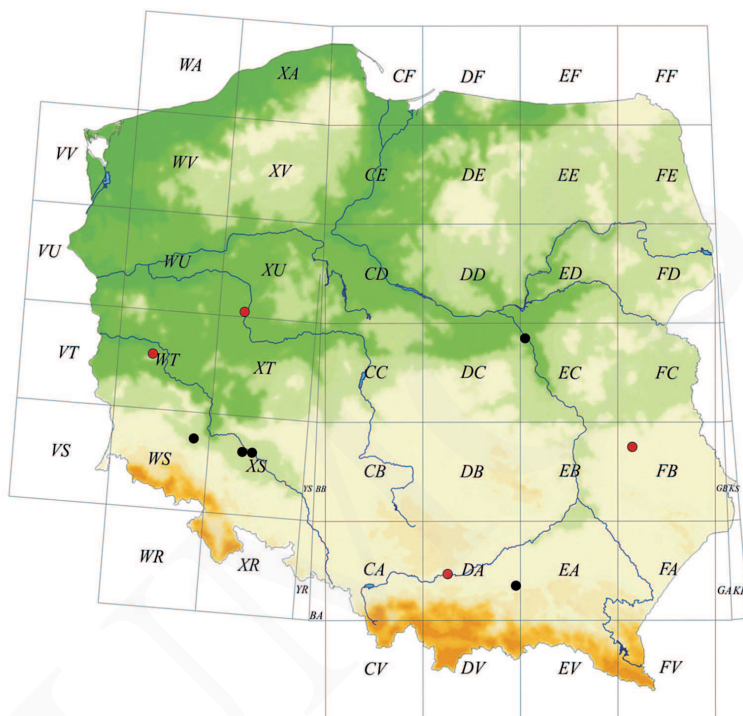 WA XA CF DF EF FF
VV WV XV CE DE EE FE
VU WU XU CD DD ED FD
VT WT XT CC DC EC FC
VS WS XS YS BB CB DB EB FB GB KS
WR XR YR BA CA DA EA FA GA
CV DV EV FV